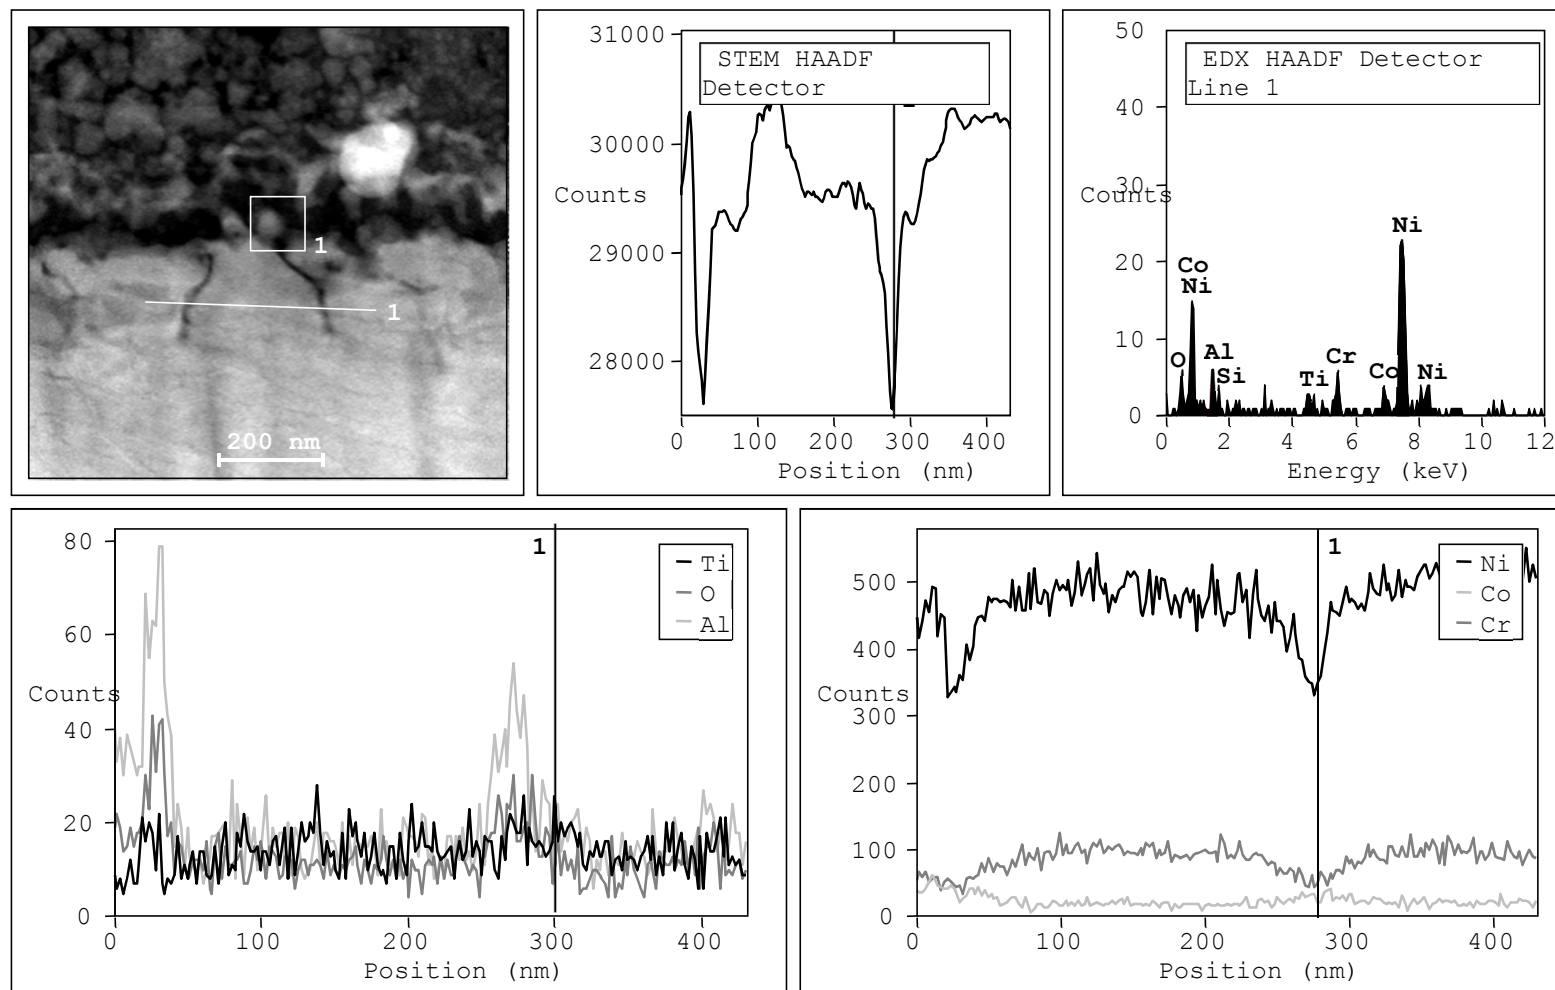 1
1
200 nm
31000
30000
Counts
29000
28000
0 100 200 300 400
Position (nm)
STEM HAADF
Detector
50
EDX HAADF Detector
Line 1
40
Counts
30
20
10
0
Ni
Co
Ni
O
Al
Si
Ti
Cr
Co
Ni
0 2 4 6 8 10 12
Energy (keV)
80
60
Counts
40
20
0
1
Ti
O
Al
0 100 200 300 400
Position (nm)
500
400
Counts
300
200
100
0
1
Ni
Co
Cr
0 100 200 300 400
Position (nm)